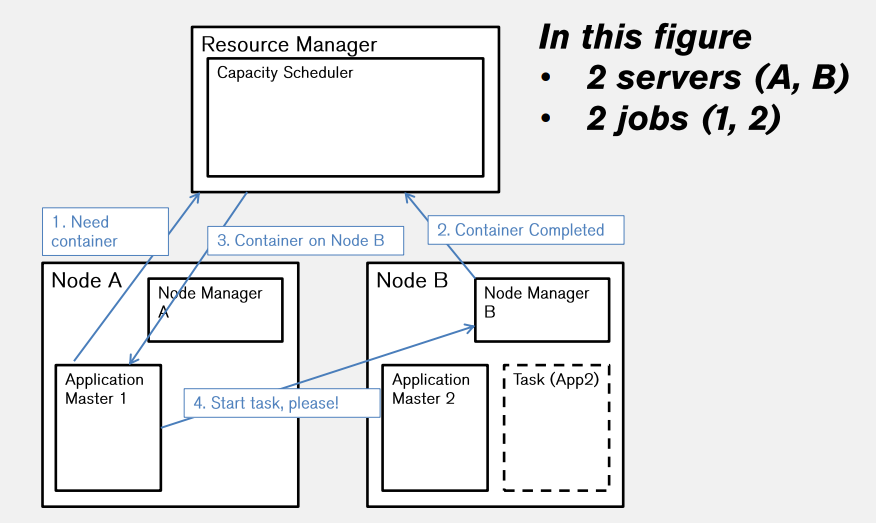 Resource Manager
Capacity Scheduler
In this figure
• 2 servers (A, B)
• 2 jobs (1, 2)
1. Need
container
3. Container on Node B
2. Container Completed
Node A
Node Manager
A
Application
Master 1
4. Start task, please!
Node B
Node Manager
B
Application
Master 2
Task (App2)